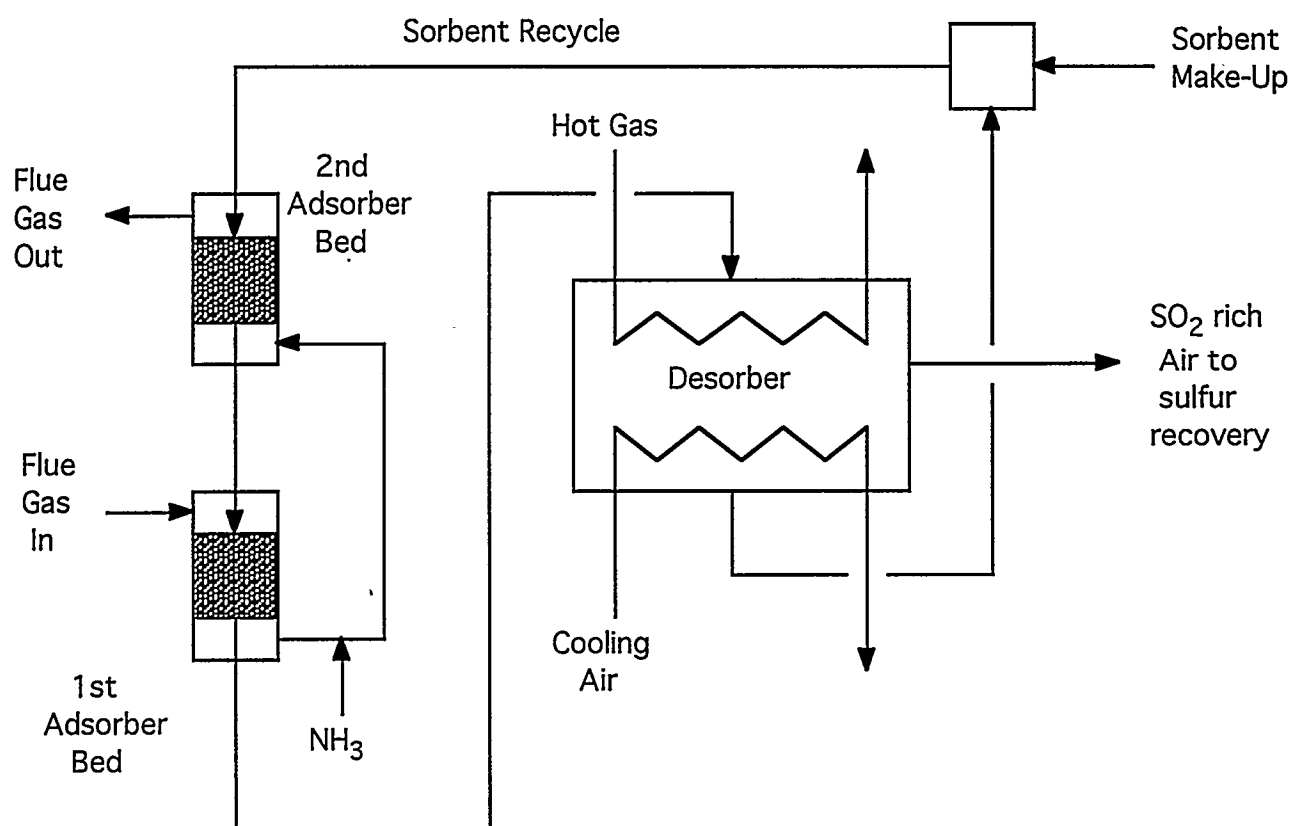 Sorbent Recycle
Sorbent
Make-Up
Hot Gas
2nd
Adsorber
Bed
Flue
Gas
Out
SO2 rich
Air to
sulfur
recovery
Desorber
Flue
Gas
In
Cooling
Air
1st
Adsorber
Bed
NH3